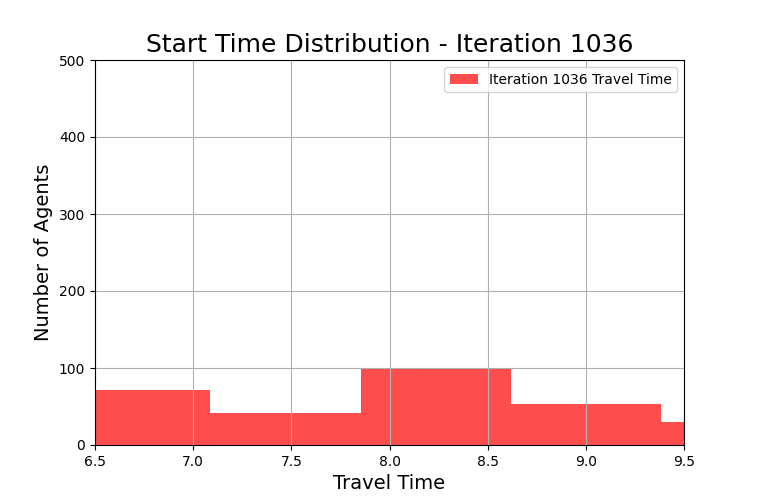 Start Time Distribution - Iteration 1036
500
400
300
200
100
0
Number of Agents
Iteration 1036 Travel Time
6.5 7.0 7.5 8.0 8.5 9.0 9.5
Travel Time